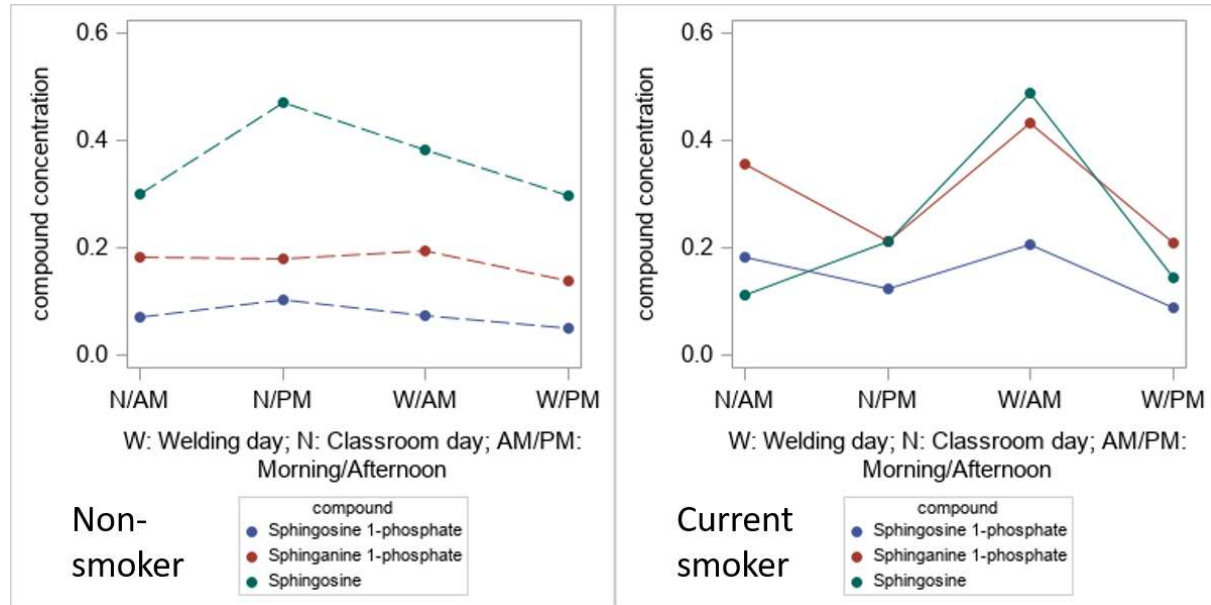 compound concentration
0.6
0.4
0.2
0.0
N/AM N/PM W/AM W/PM
W: Welding day; N: Classroom day; AM/PM:
Morning/Afternoon
Non-
smoker
compound
Sphingosine 1-phosphate
Sphinganine 1-phosphate
Sphingosine
compound concentration
0.6
0.4
0.2
0.0
N/AM N/PM W/AM W/PM
W: Welding day; N: Classroom day; AM/PM:
Morning/Afternoon
Current
smoker
compound
Sphingosine 1-phosphate
Sphinganine 1-phosphate
Sphingosine